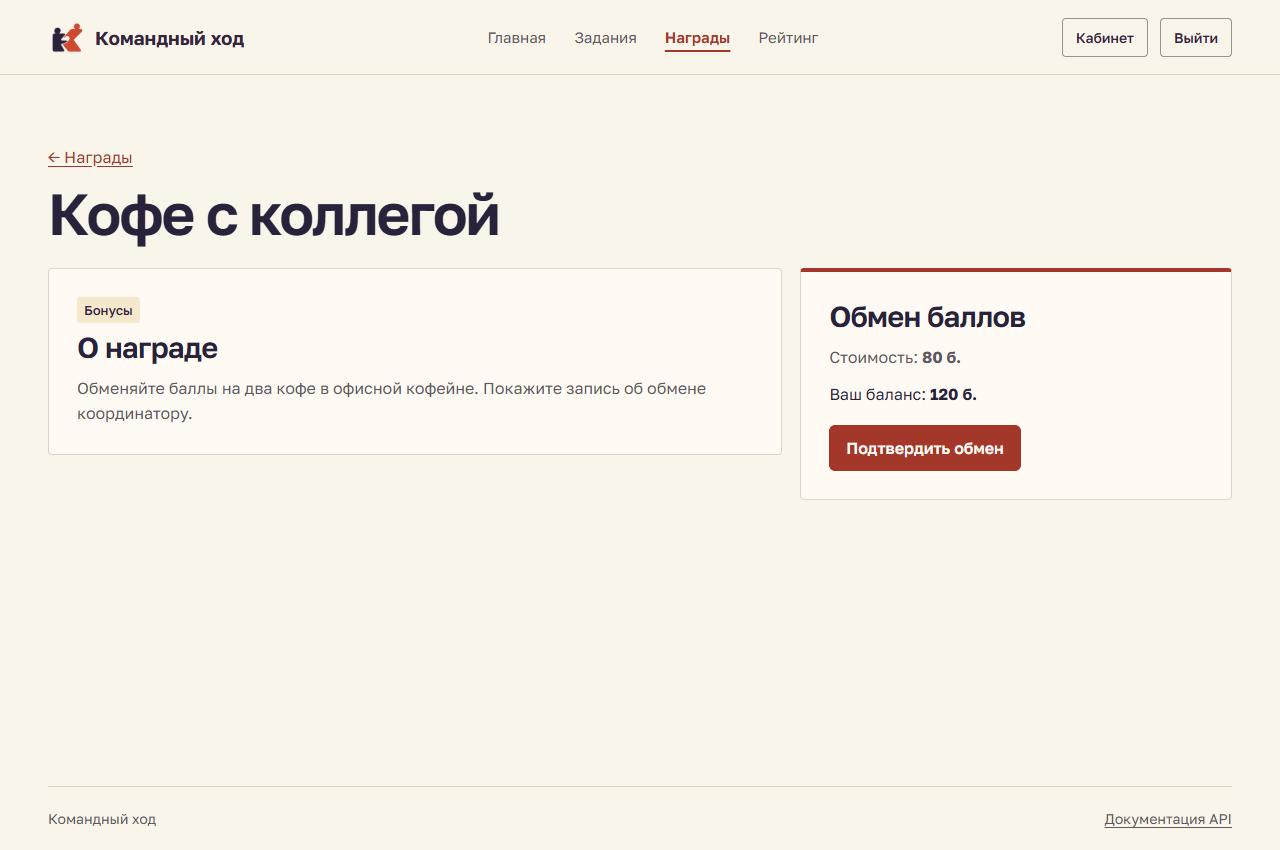 Командный ход
Главная
Задания
Награды
Рейтинг
Кабинет
Выйти
← Награды
Кофе с коллегой
Бонусы
О награде
Обменяйте баллы на два кофе в офисной кофейне. Покажите запись об обмене
координатору.
Обмен баллов
Стоимость: 80 б.
Ваш баланс: 120 б.
Подтвердить обмен
Командный ход
Документация API